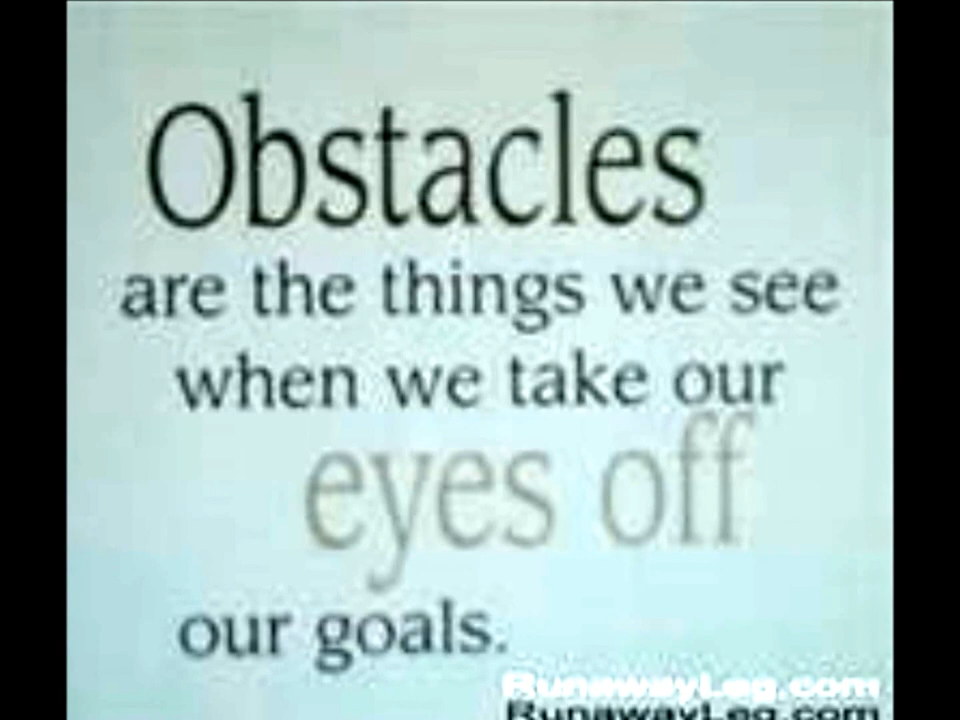 Obstacles
are the things we see
when we take our
eyes off
our goals.
RunawayLeg.com
RunawayLeg.com